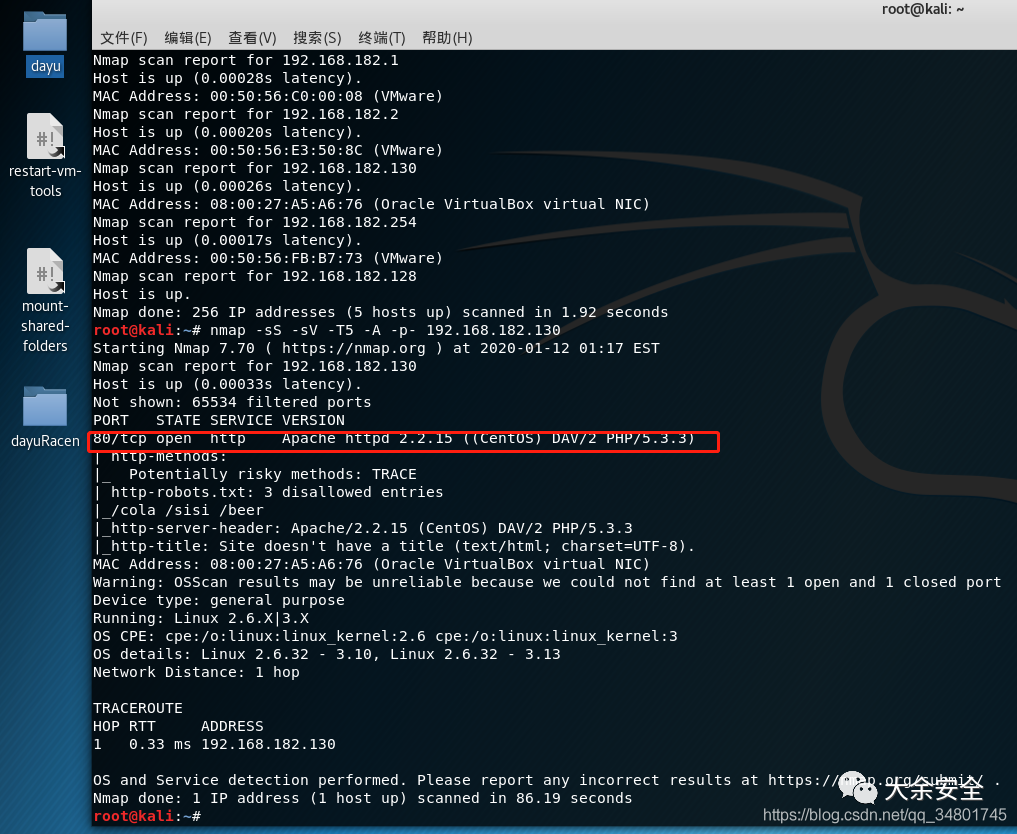 root@kali: ~
文件(F) 编辑(E) 查看(V) 搜索(S) 终端(T) 帮助(H)
dayu
restart-vm-
tools
mount-
shared-
folders
dayuRacen
Nmap scan report for 192.168.182.1
Host is up (0.00028s latency).
MAC Address: 00:50:56:C0:00:08 (VMware)
Nmap scan report for 192.168.182.2
Host is up (0.00020s latency).
MAC Address: 00:50:56:E3:50:8C (VMware)
Nmap scan report for 192.168.182.130
Host is up (0.00026s latency).
MAC Address: 08:00:27:A5:A6:76 (Oracle VirtualBox virtual NIC)
Nmap scan report for 192.168.182.254
Host is up (0.00017s latency).
MAC Address: 00:50:56:FB:B7:73 (VMware)
Nmap scan report for 192.168.182.128
Host is up.
Nmap done: 256 IP addresses (5 hosts up) scanned in 1.92 seconds
root@kali:~# nmap -sS -sV -T5 -A -p- 192.168.182.130
Starting Nmap 7.70 ( https://nmap.org ) at 2020-01-12 01:17 EST
Nmap scan report for 192.168.182.130
Host is up (0.00033s latency).
Not shown: 65534 filtered ports
PORT   STATE SERVICE VERSION
80/tcp open  http    Apache httpd 2.2.15 ((CentOS) DAV/2 PHP/5.3.3)
| http-methods:
|_  Potentially risky methods: TRACE
| http-robots.txt: 3 disallowed entries
|_/cola /sisi /beer
|_http-server-header: Apache/2.2.15 (CentOS) DAV/2 PHP/5.3.3
|_http-title: Site doesn't have a title (text/html; charset=UTF-8).
MAC Address: 08:00:27:A5:A6:76 (Oracle VirtualBox virtual NIC)
Warning: OSScan results may be unreliable because we could not find at least 1 open and 1 closed port
Device type: general purpose
Running: Linux 2.6.X|3.X
OS CPE: cpe:/o:linux:linux_kernel:2.6 cpe:/o:linux:linux_kernel:3
OS details: Linux 2.6.32 - 3.10, Linux 2.6.32 - 3.13
Network Distance: 1 hop
TRACEROUTE
HOP RTT     ADDRESS
1   0.33 ms 192.168.182.130
OS and Service detection performed. Please report any incorrect results at https://nmap.org/submit/ .
Nmap done: 1 IP address (1 host up) scanned in 86.19 seconds
root@kali:~#
大余安全
https://blog.csdn.net/qq_34801745